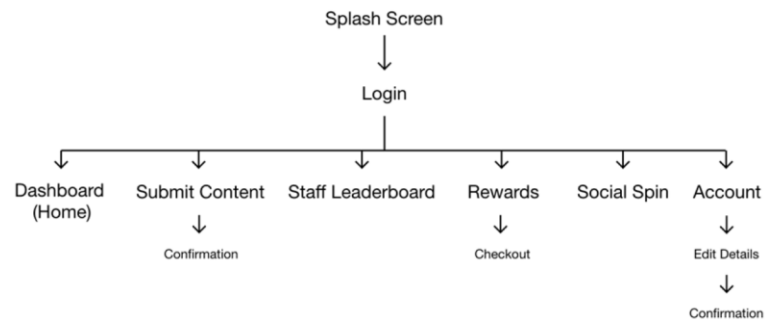 Splash Screen
Login
Dashboard
(Home)
Submit Content
Staff Leaderboard
Rewards
Social Spin
Account
Confirmation
Checkout
Edit Details
Confirmation